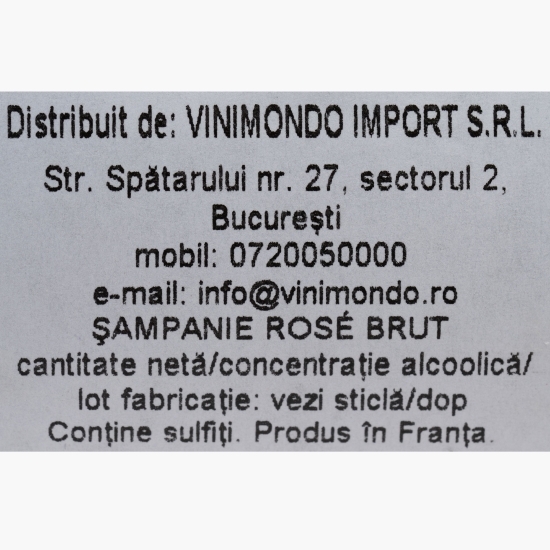 Distribuit de: VINIMONDO IMPORT S.R.L.
Str. Spătarului nr. 27, sectorul 2,
București
mobil: 0720050000
e-mail: info@vinimondo.ro
ȘAMPANIE ROSÉ BRUT
cantitate netă/concentrație alcoolică/
lot fabricație: vezi sticlă/dop
Conține sulfiți. Produs în Franța.